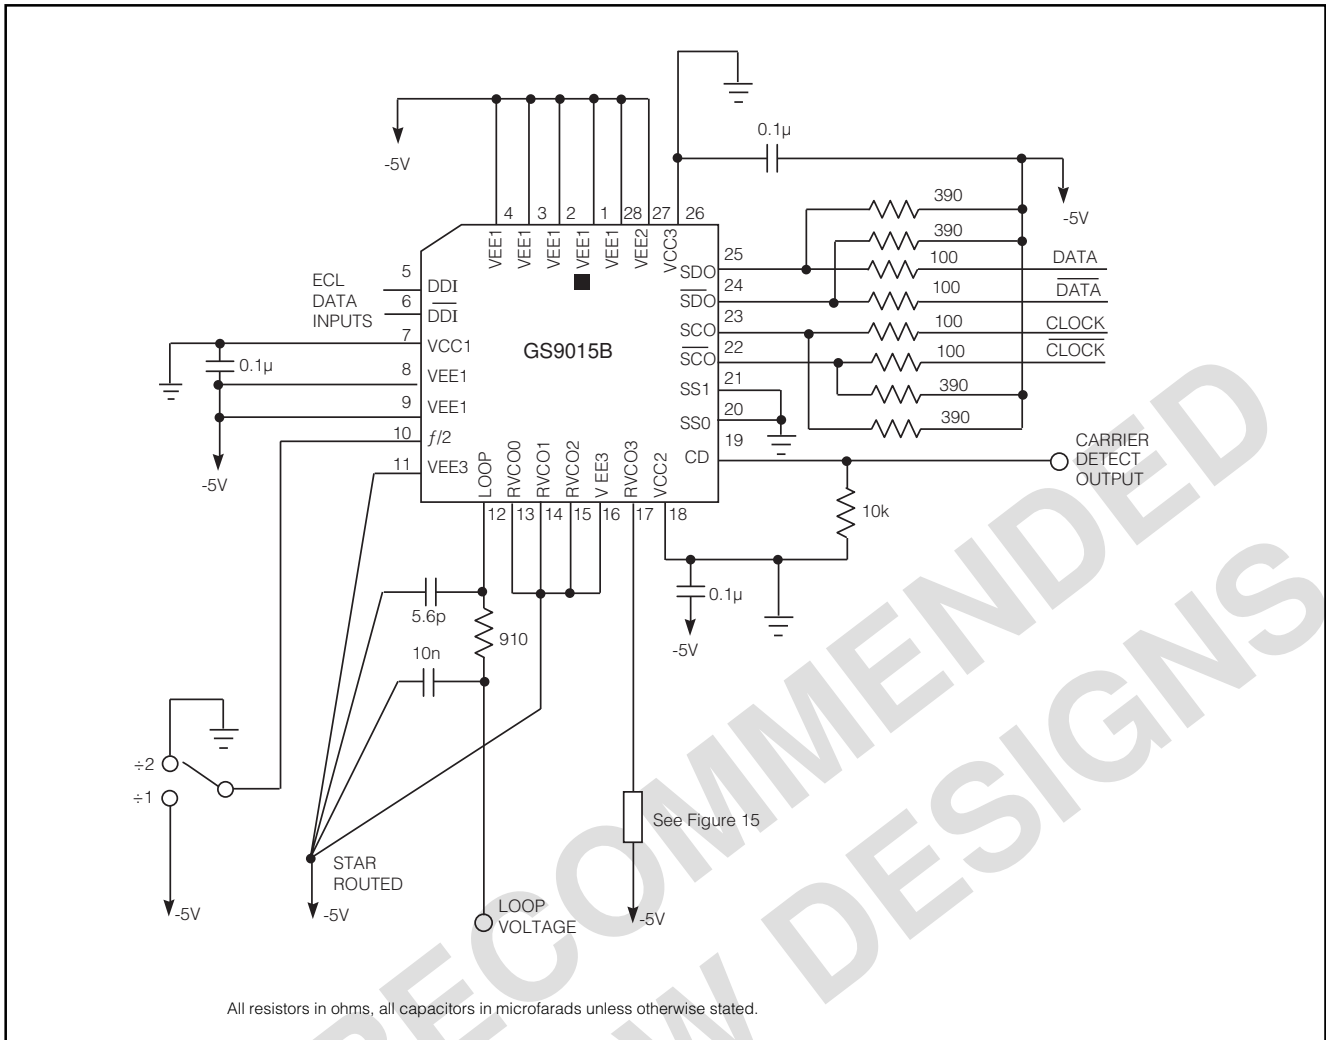 0.1µ
-5V
-5V
4 3 2 1 28 27 26
VEE1
VEE1
VEE1
VEE1
VEE1
VEE2
VCC3
390
390
100
100
100
100
390
390
DATA
DATA
CLOCK
CLOCK
ECL
DATA
INPUTS
5
6
7
8
9
10
11
DDI
DDI
VCC1
VEE1
VEE1
f/2
VEE3
0.1µ
-5V
GS9015B
25
24
23
22
21
20
19
SDO
SDO
SCO
SCO
SS1
SS0
CD
CARRIER
DETECT
OUTPUT
LOOP
RVCO0
RVCO1
RVCO2
V EE3
RVCO3
VCC2
12 13 14 15 16 17 18
10k
0.1µ
-5V
5.6p
910
10n
÷2
÷1
-5V
STAR
ROUTED
-5V
LOOP
VOLTAGE
See Figure 15
-5V
All resistors in ohms, all capacitors in microfarads unless otherwise stated.
RECOMMENDED
W DESIGNS